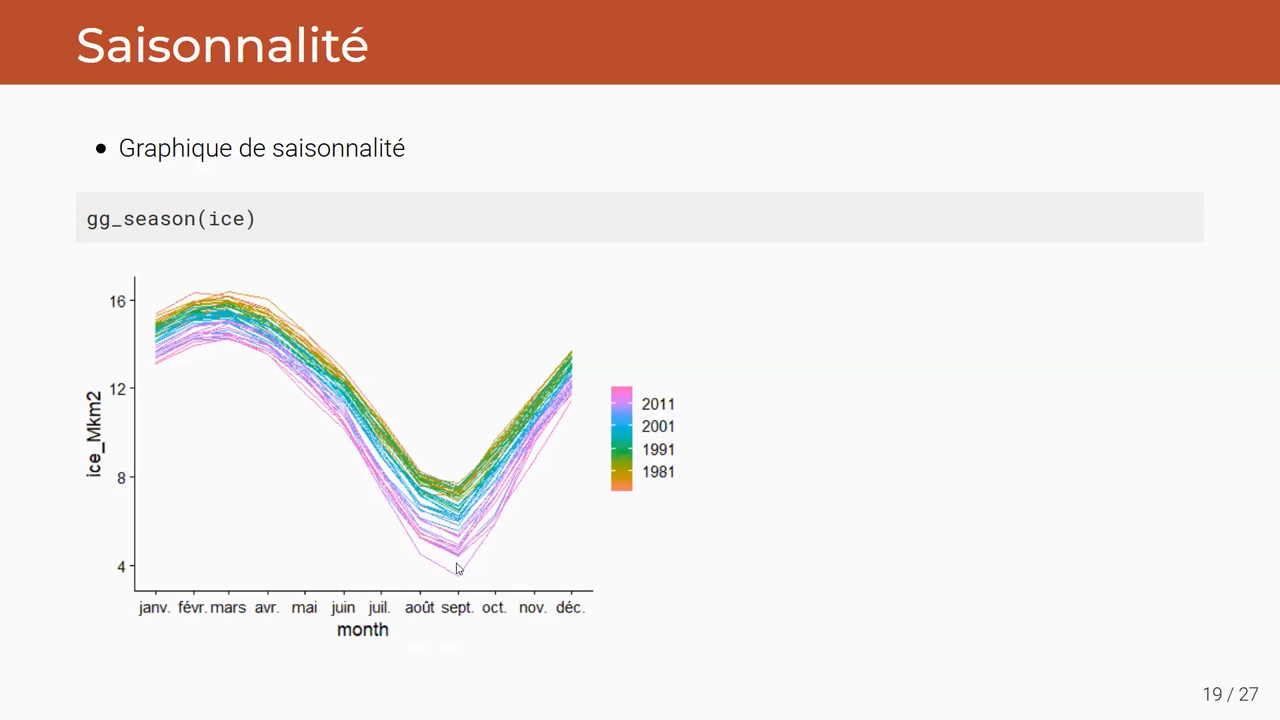 Saisonnalité
• Graphique de saisonnalité
gg_season(ice)
16
12
8
4
ice_Mkm2
janv. févr. mars avr. mai juin juil. août sept. oct. nov. déc.
month
2011
2001
1991
1981
19 / 27